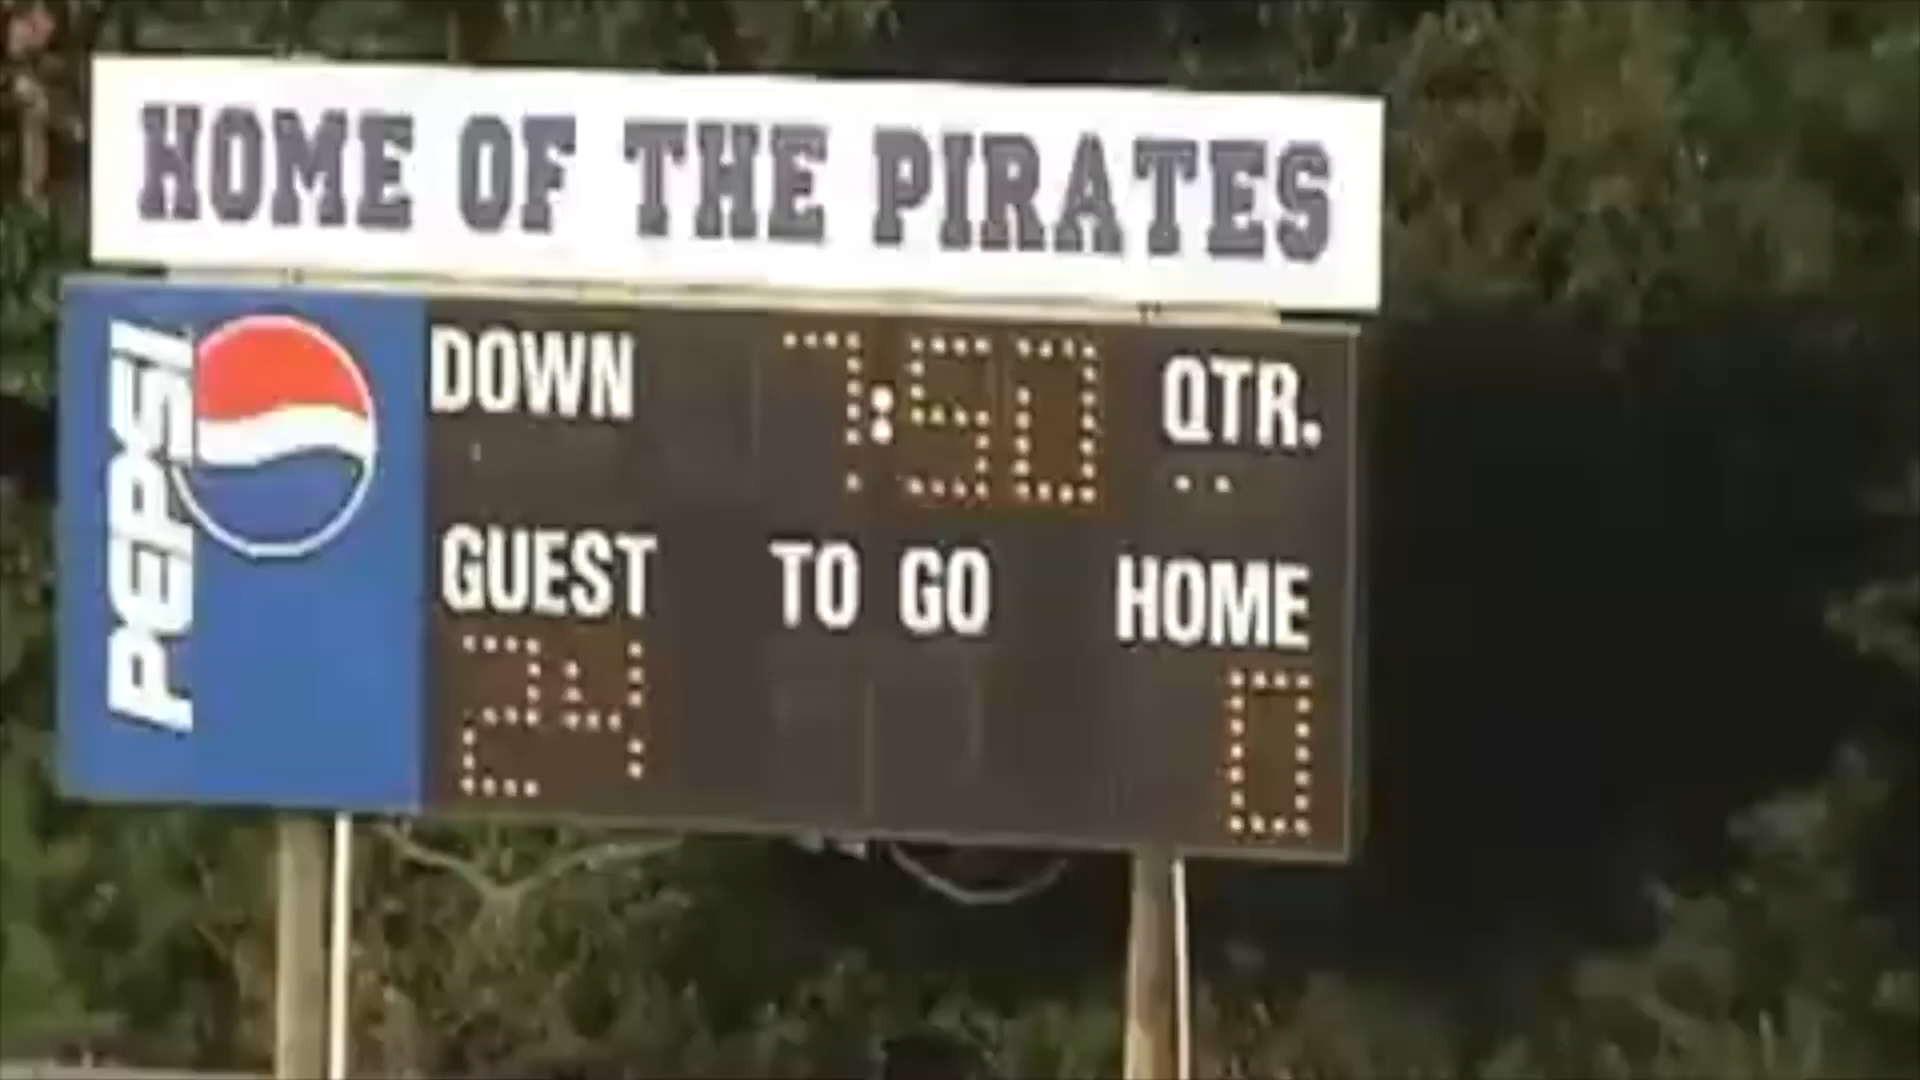 HOME OF THE PIRATES
PEPSI
DOWN 7:50 QTR.
GUEST TO GO HOME
24 0